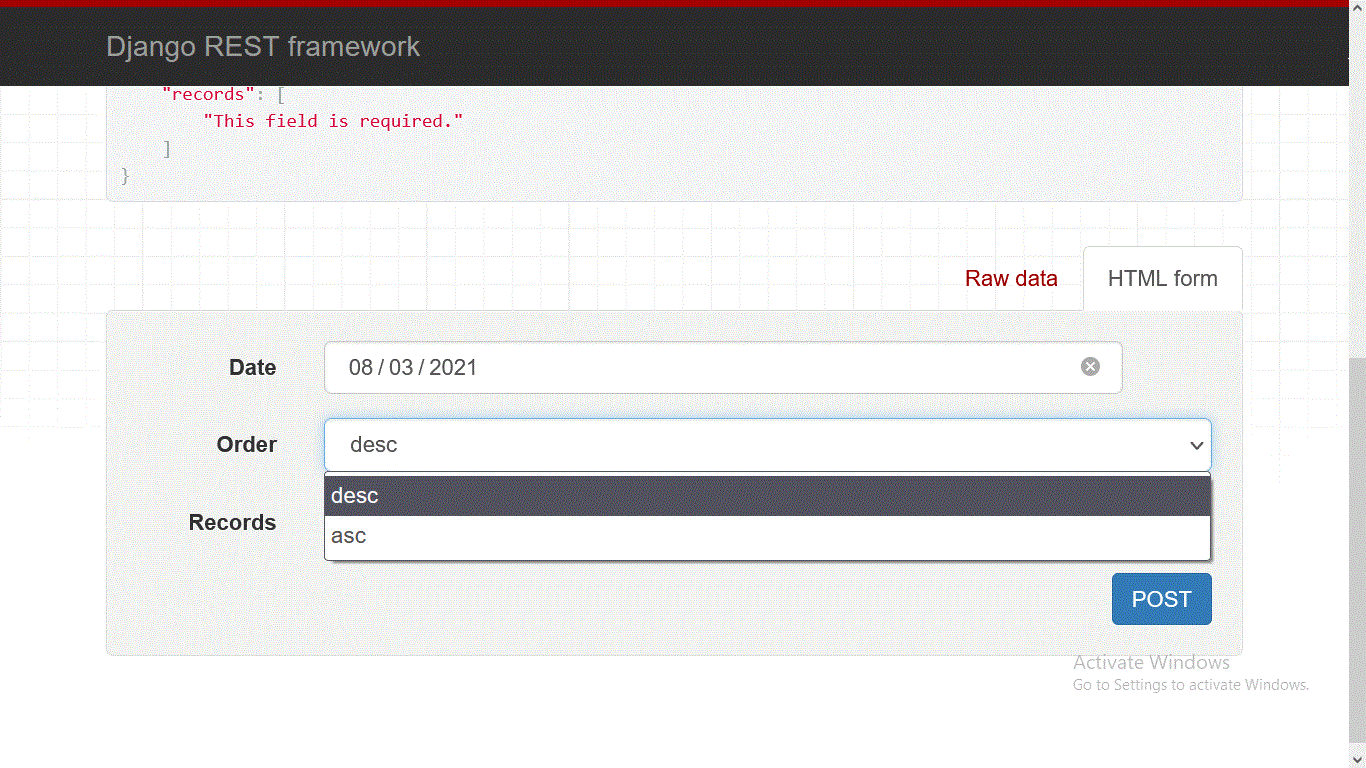 Django REST framework
"records": [
"This field is required."
]
}
Raw data HTML form
Date 08 / 03 / 2021
Order desc
desc
Records
asc
POST
Activate Windows
Go to Settings to activate Windows.